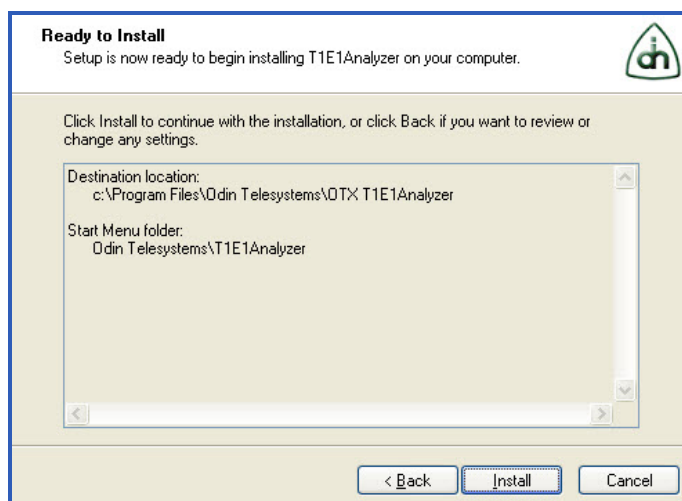 Ready to Install
Setup is now ready to begin installing T1E1Analyzer on your computer.
Click Install to continue with the installation, or click Back if you want to review or
change any settings.
Destination location:
c:\Program Files\Odin Telesystems\OTX T1E1Analyzer
Start Menu folder:
Odin Telesystems\T1E1Analyzer
< Back
Install
Cancel